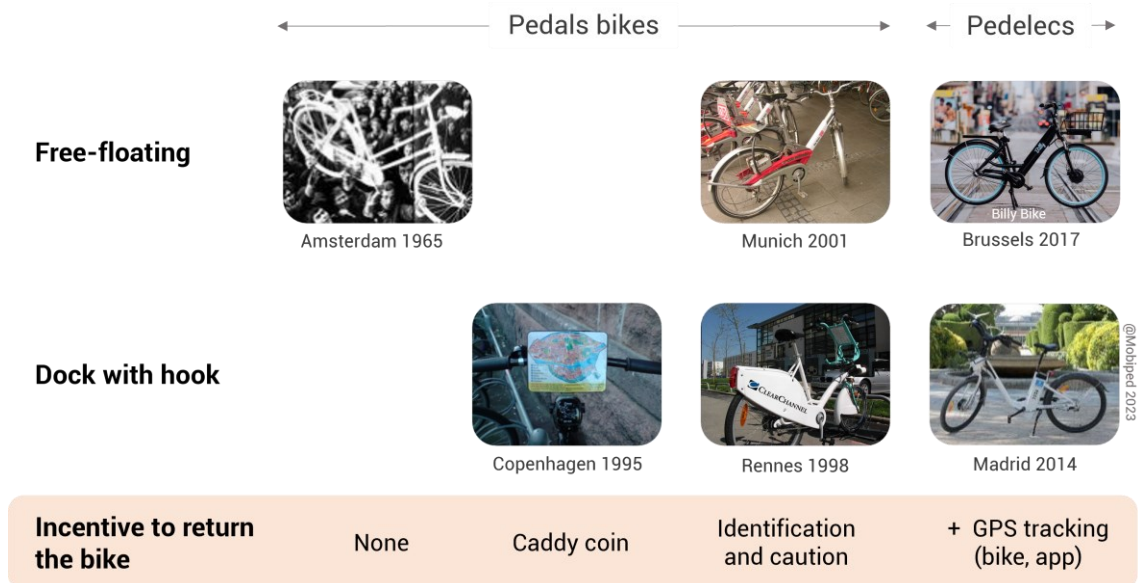 Pedals bikes
Pedelecs
Free-floating
Amsterdam 1965
Munich 2001
Billy Bike
Brussels 2017
Dock with hook
CLEARCHANNEL
@Mobiped 2023
Copenhagen 1995
Rennes 1998
Madrid 2014
Incentive to return
the bike
None
Caddy coin
Identification
and caution
+ GPS tracking
(bike, app)